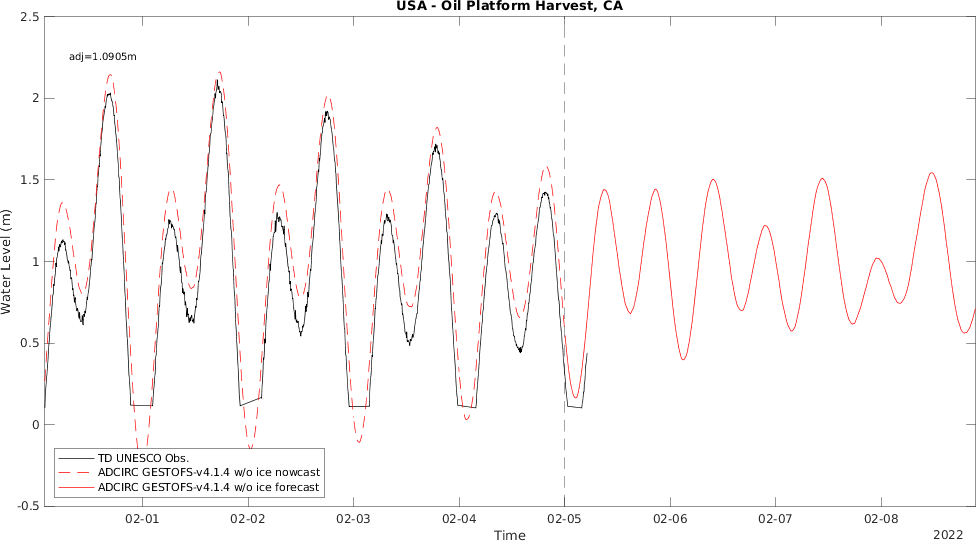 USA - Oil Platform Harvest, CA
2.5
adj=1.0905m
2
1.5
1
0.5
0
-0.5
Water Level (m)
TD UNESCO Obs.
ADCIRC GESTOFS-v4.1.4 w/o ice nowcast
ADCIRC GESTOFS-v4.1.4 w/o ice forecast
02-01 02-02 02-03 02-04 02-05 02-06 02-07 02-08
Time
2022